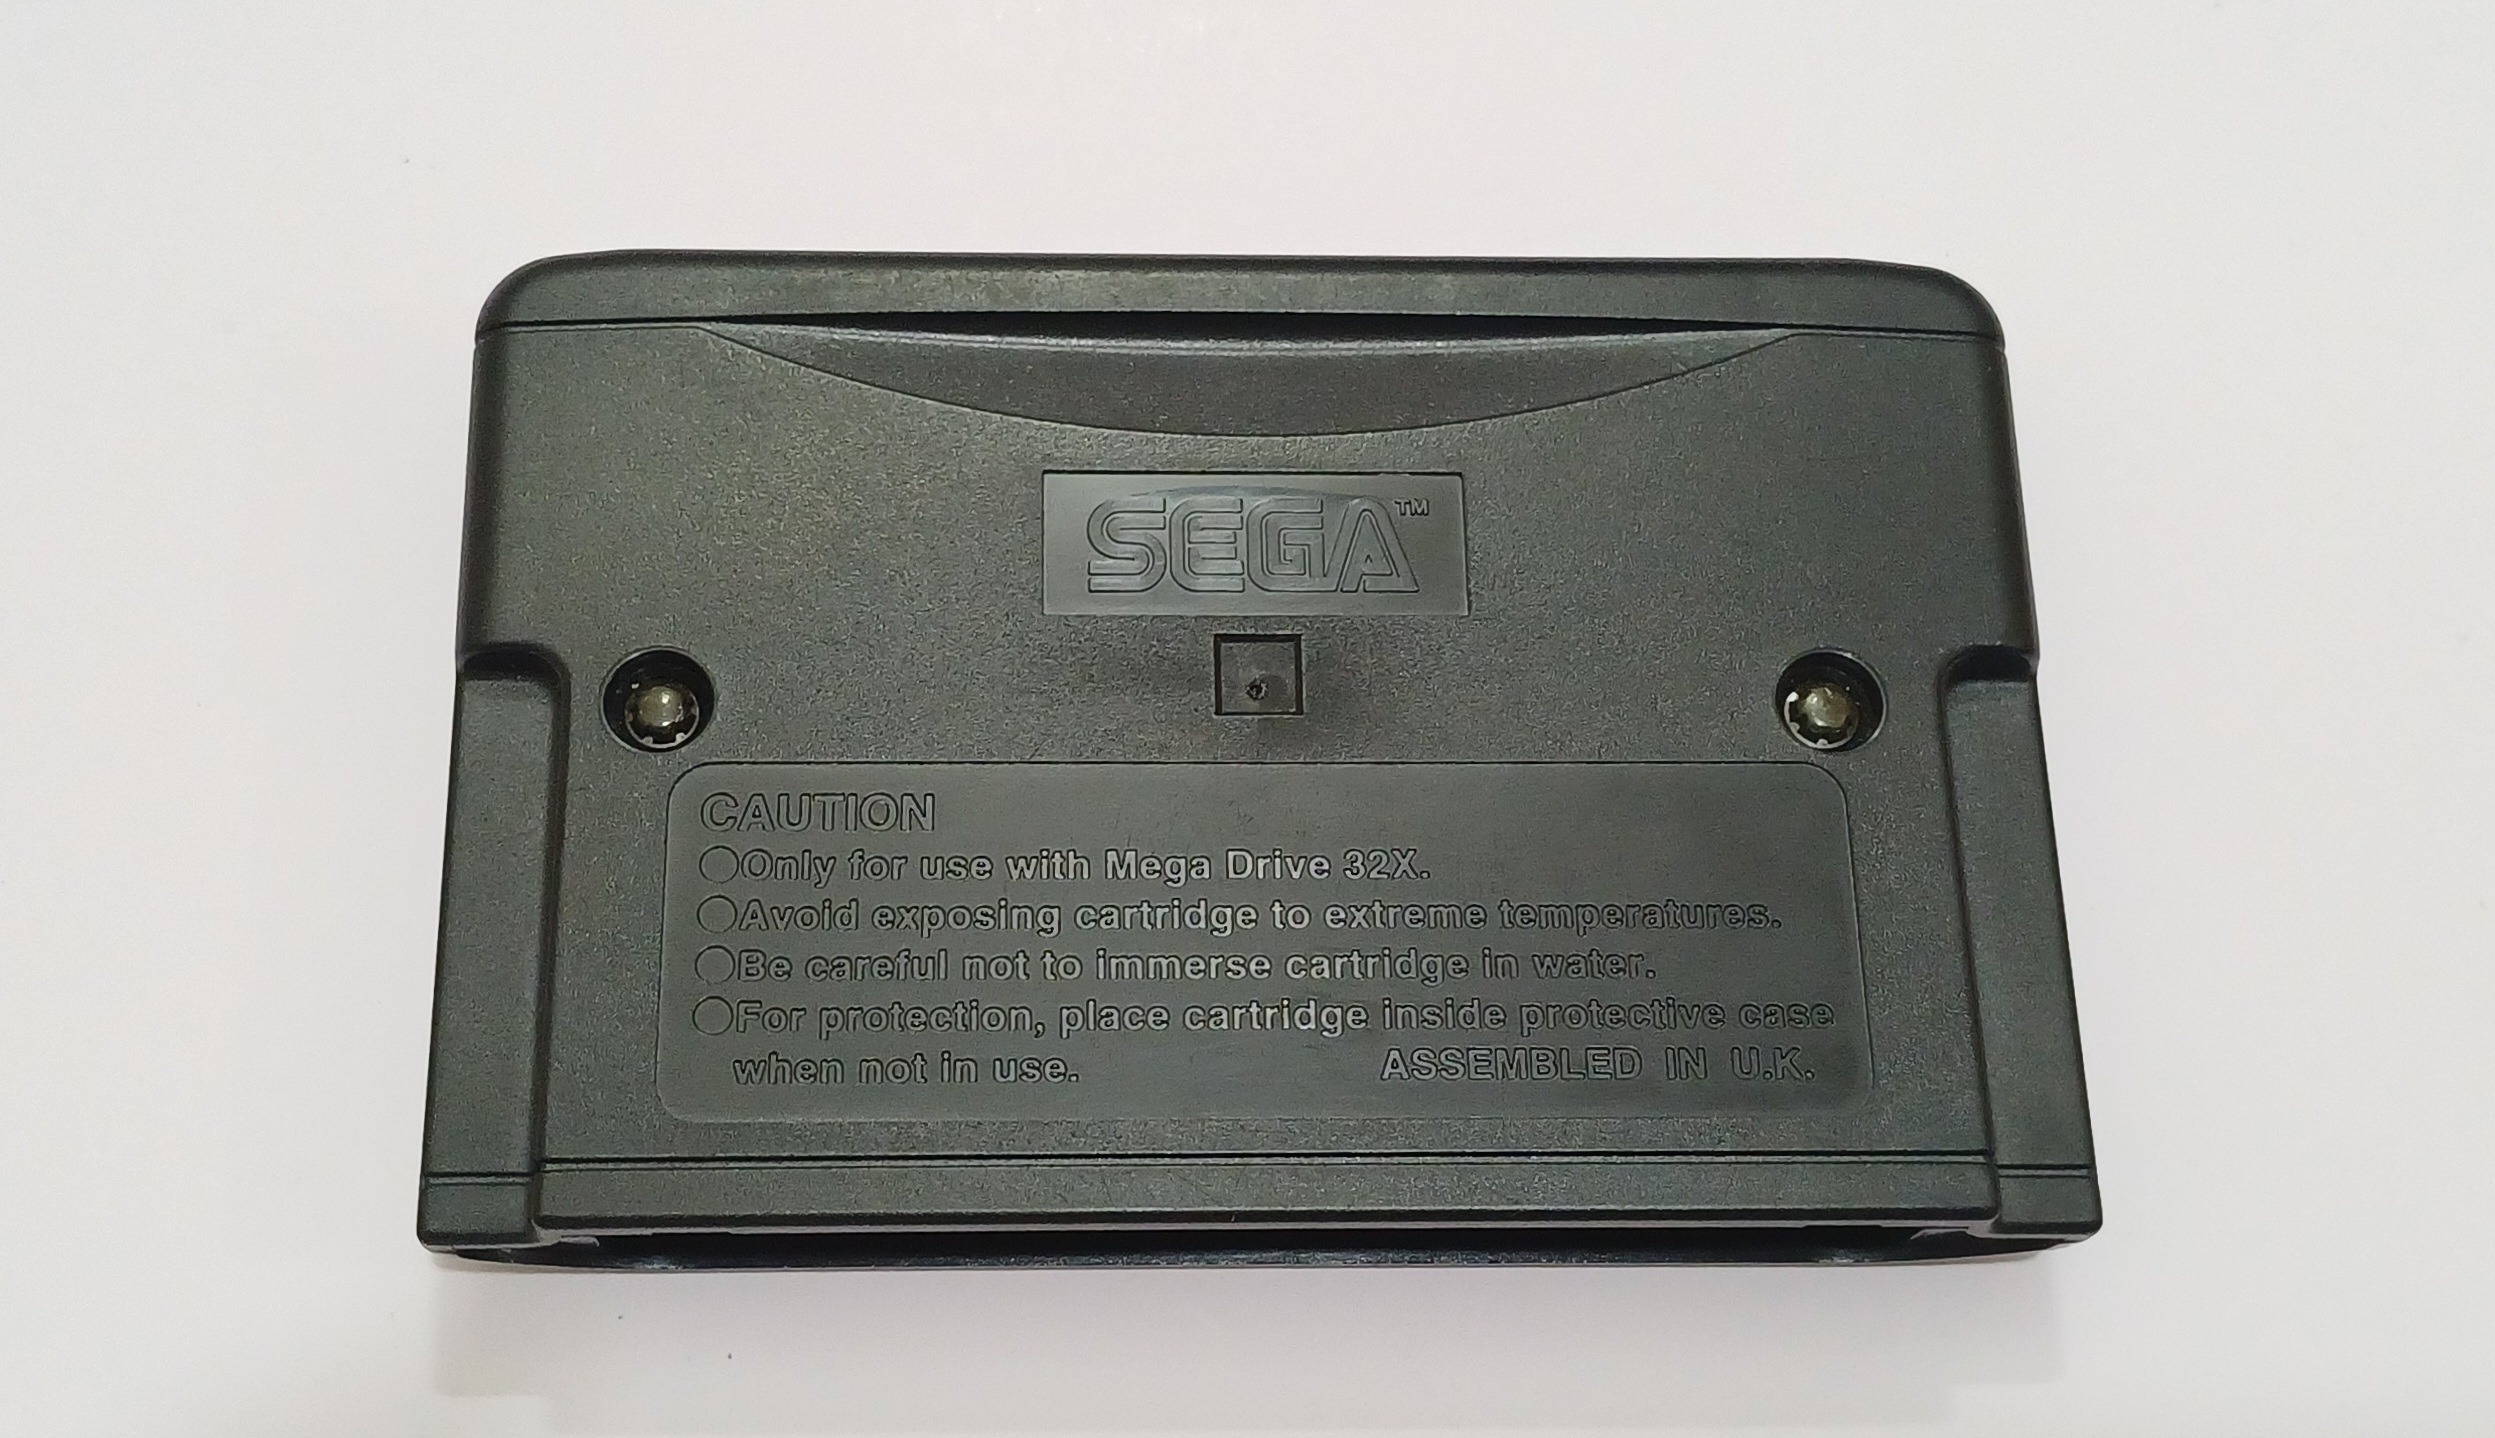 SEGA™
CAUTION
○Only for use with Mega Drive 32X.
○Avoid exposing cartridge to extreme temperatures.
○Be careful not to immerse cartridge in water.
○For protection, place cartridge inside protective case
when not in use. ASSEMBLED IN U.K.